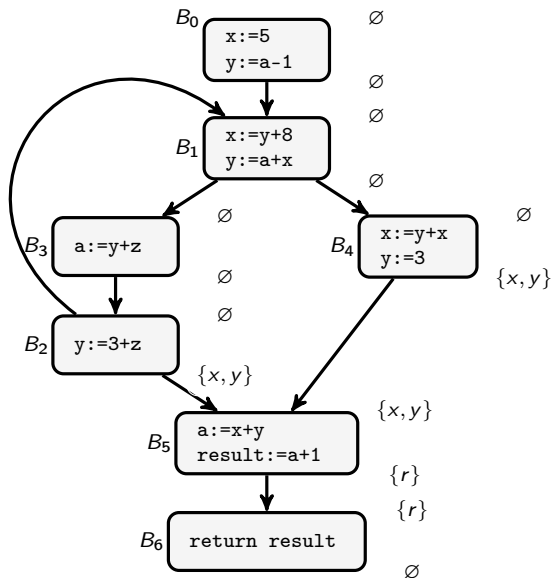 B0
x:=5
y:=a-1
∅
∅
B1
x:=y+8
y:=a+x
∅
∅
B3
a:=y+z
∅
∅
B4
x:=y+x
y:=3
∅
{x, y}
B2
y:=3+z
∅
{x, y}
B5
a:=x+y
result:=a+1
{x, y}
{r}
B6
return result
{r}
∅